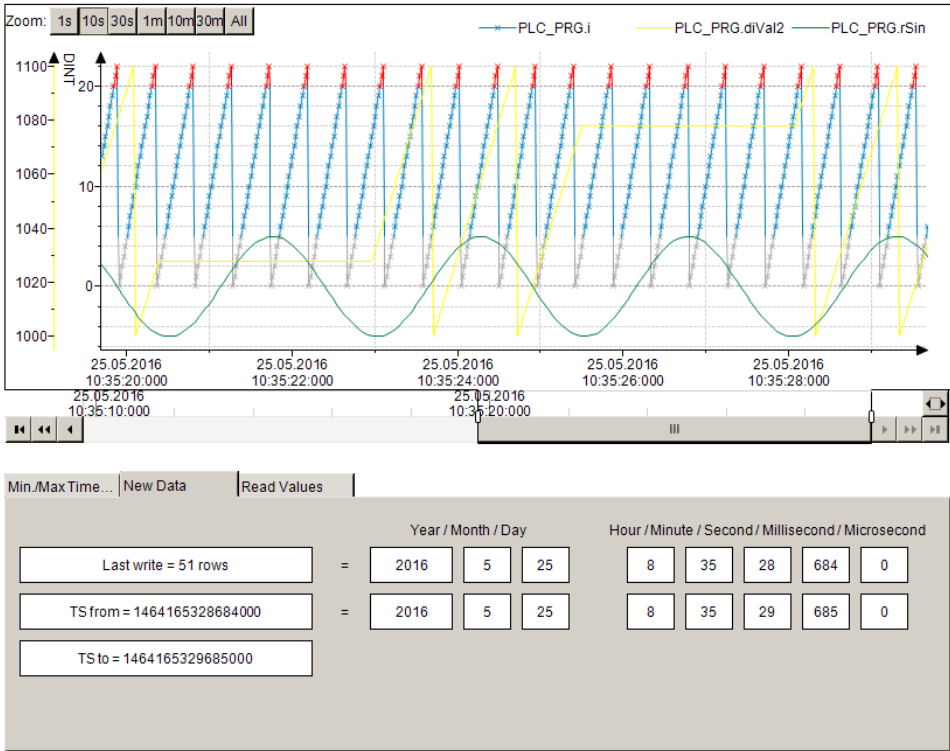 Zoom: 1s 10s 30s 1m 10m 30m All
PLC_PRG.i PLC_PRG.diVal2 PLC_PRG.rSin
DINT
1100
1080
1060
1040
1020
1000
20
10
0
25.05.2016 25.05.2016 25.05.2016 25.05.2016 25.05.2016
10:35:20:000 10:35:22:000 10:35:24:000 10:35:26:000 10:35:28:000
25.05.2016 25.05.2016
10:35:10:000 10:35:20:000
Min./MaxTime... New Data Read Values
Year / Month / Day Hour / Minute / Second / Millisecond / Microsecond
Last write = 51 rows = 2016 5 25 8 35 28 684 0
TS from = 1464165328684000 = 2016 5 25 8 35 29 685 0
TS to = 1464165329685000